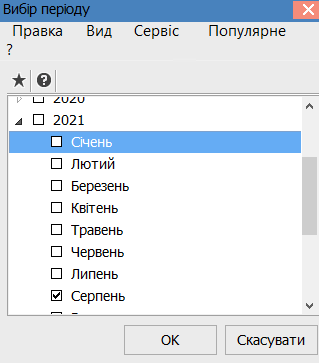 Вибір періоду
Правка Вид Сервіс Популярне
?
2020
2021
Січень
Лютий
Березень
Квітень
Травень
Червень
Липень
Серпень
OK Скасувати